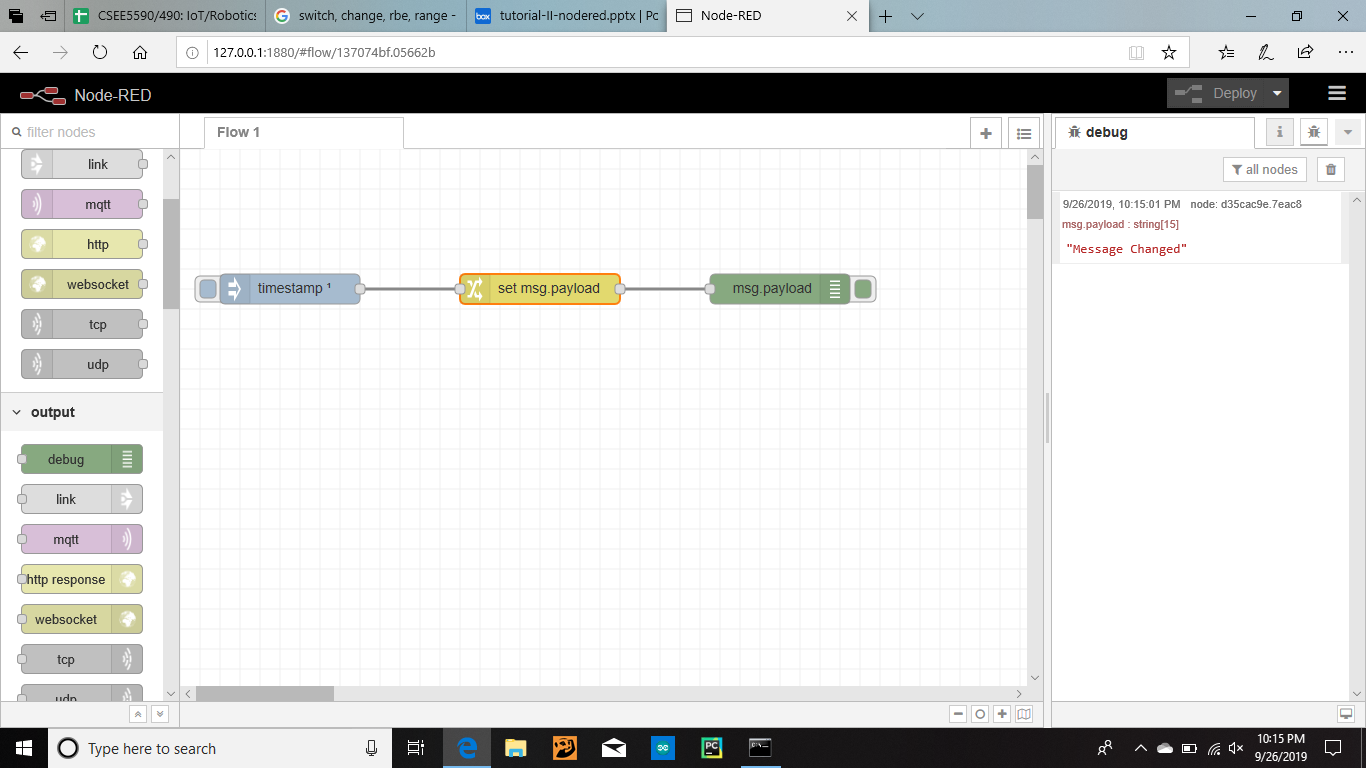 CSEE5590/490: IoT/Robotics
switch, change, rbe, range -
box
tutorial-II-nodered.pptx | Po
Node-RED
127.0.0.1:1880/#flow/137074bf.05662b
Node-RED
Deploy
filter nodes
Flow 1
debug
i
all nodes
link
mqtt
http
websocket
tcp
udp
output
debug
link
mqtt
http response
websocket
tcp
udp
timestamp ¹
set msg.payload
msg.payload
9/26/2019, 10:15:01 PM node: d35cac9e.7eac8
msg.payload : string[15]
"Message Changed"
Type here to search
PC
10:15 PM
9/26/2019